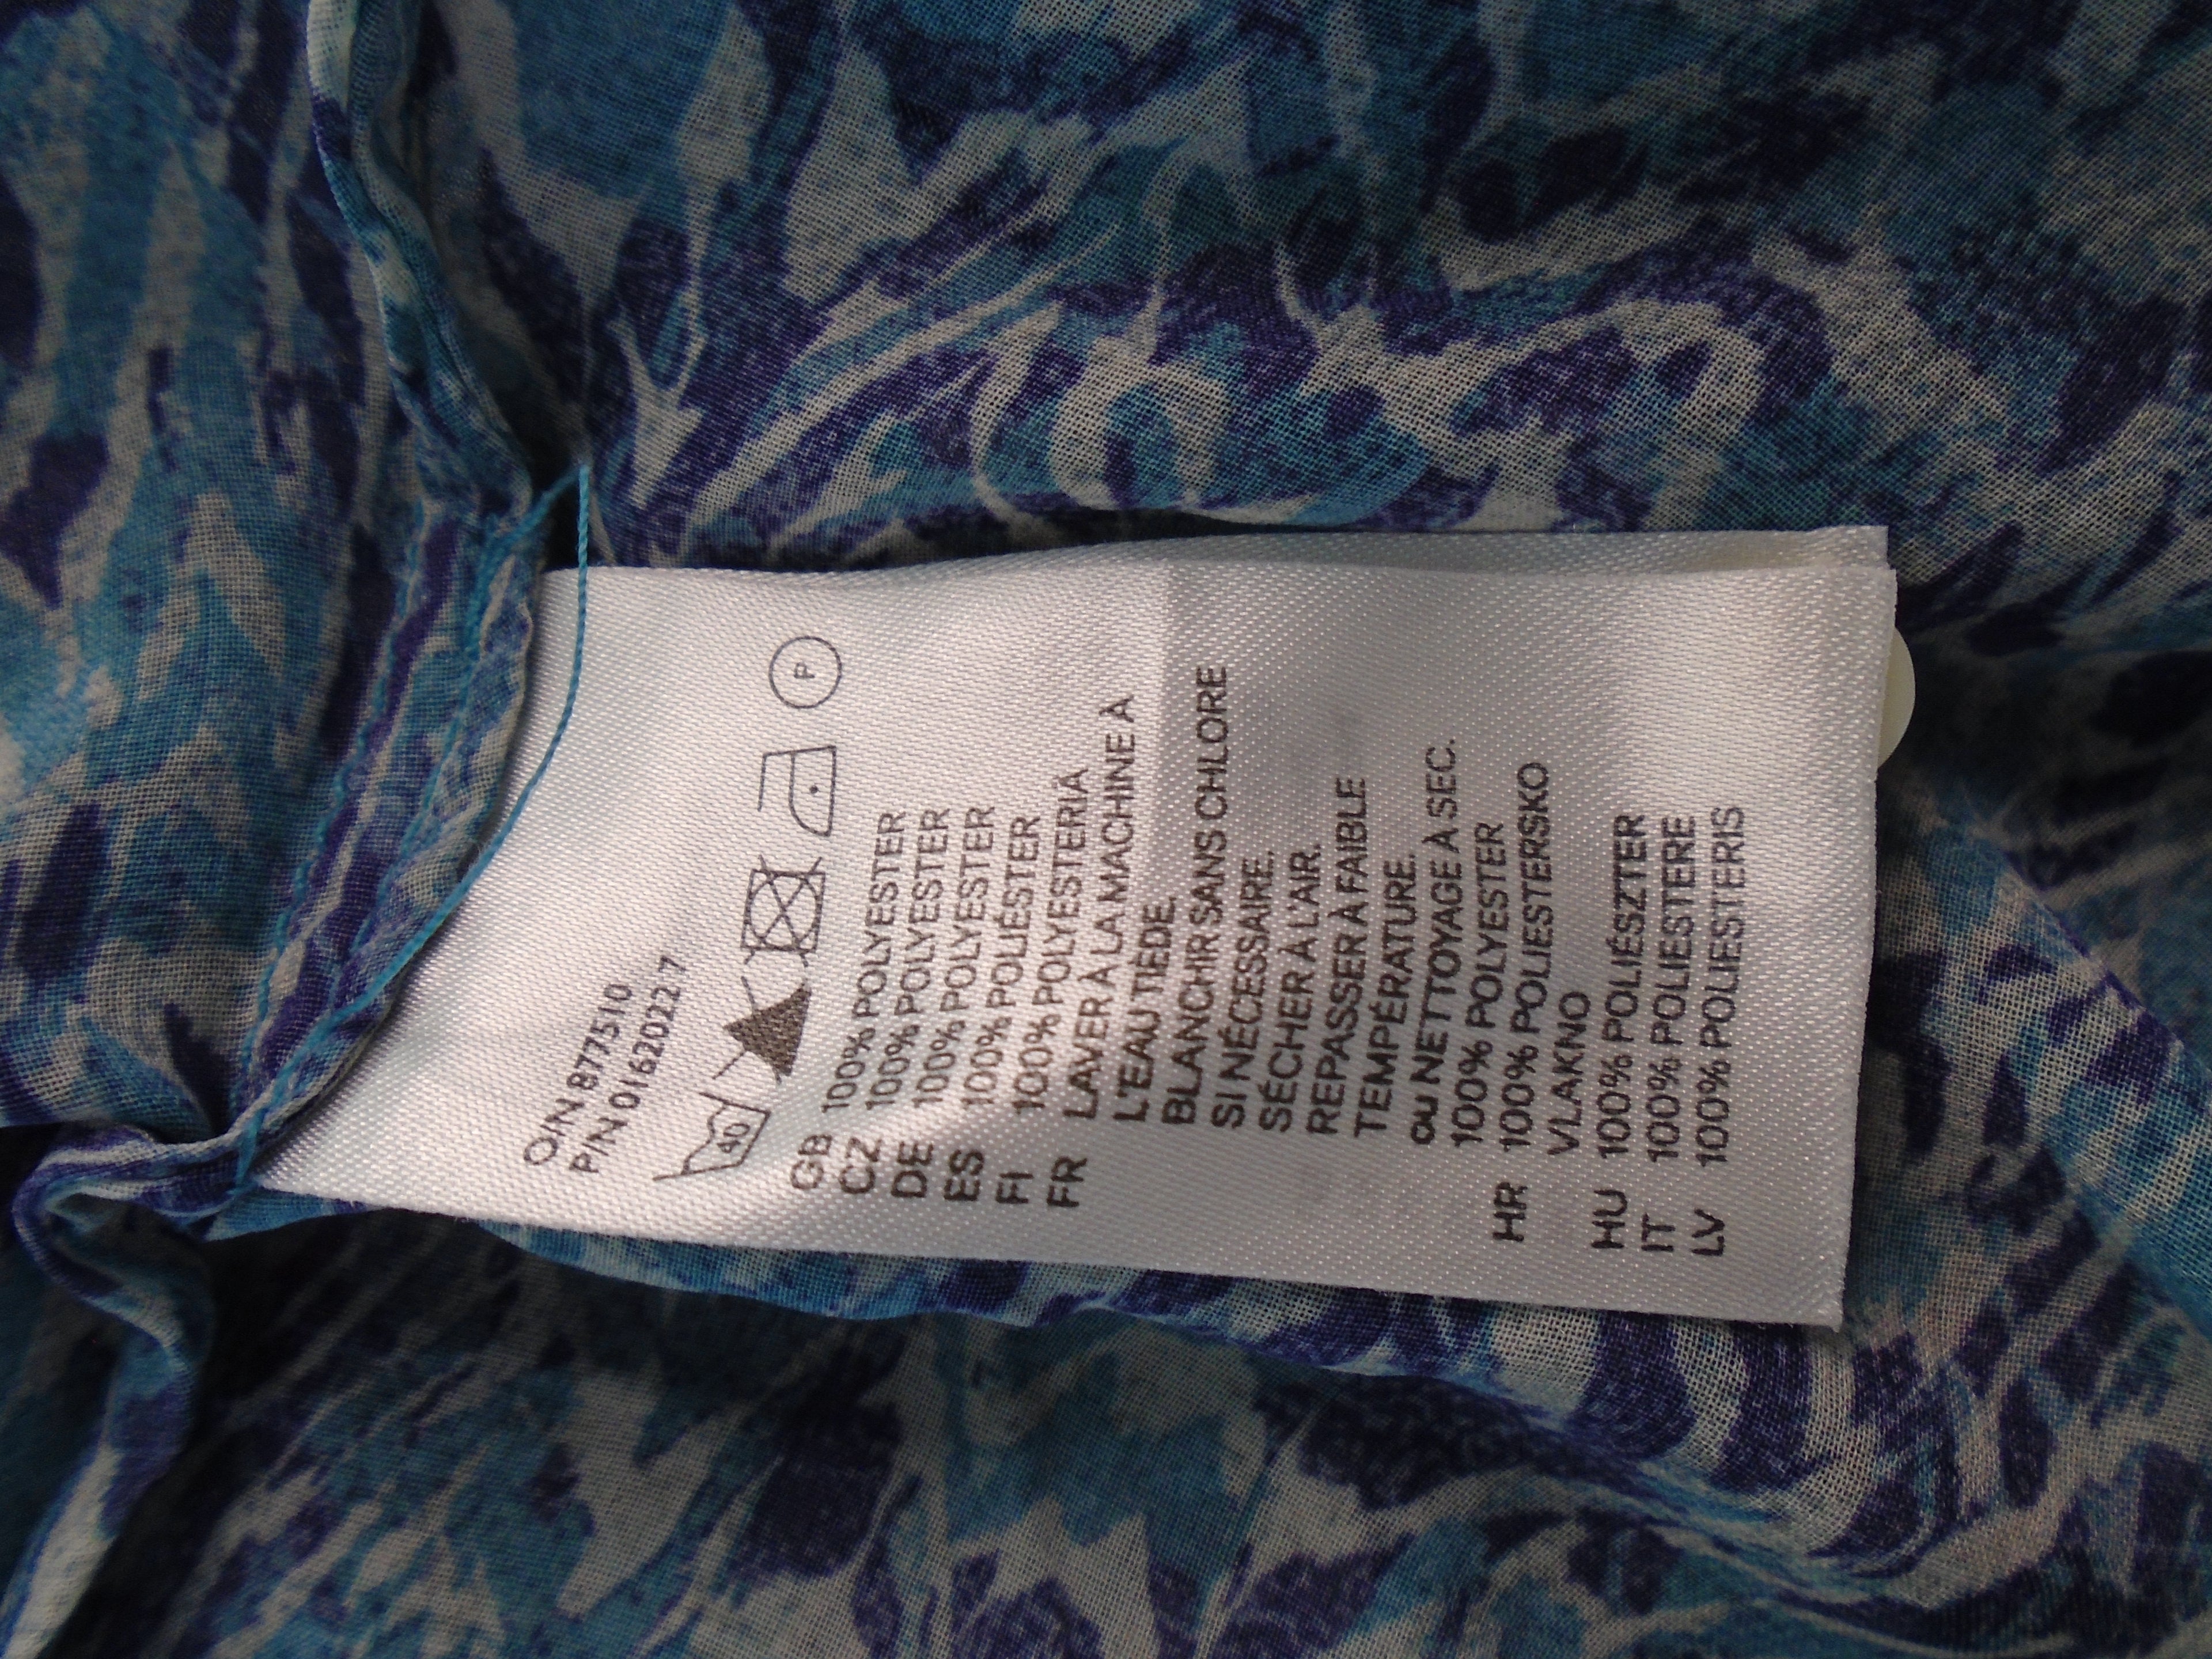 O/N 877510
P/N 0162022 7
40 P
GB 100% POLYESTER
CZ 100% POLYESTER
DE 100% POLYESTER
ES 100% POLIÉSTER
FI 100% POLYESTERIÄ
FR LAVER À LA MACHINE À
L'EAU TIEDE.
BLANCHIR SANS CHLORE
SI NÉCESSAIRE.
SÉCHER À L'AIR.
REPASSER À FAIBLE
TEMPÉRATURE.
ou NETTOYAGE À SEC.
100% POLYESTER
HR 100% POLIESTERSKO
VLAKNO
HU 100% POLIÉSZTER
IT 100% POLIESTERE
LV 100% POLIESTERIS